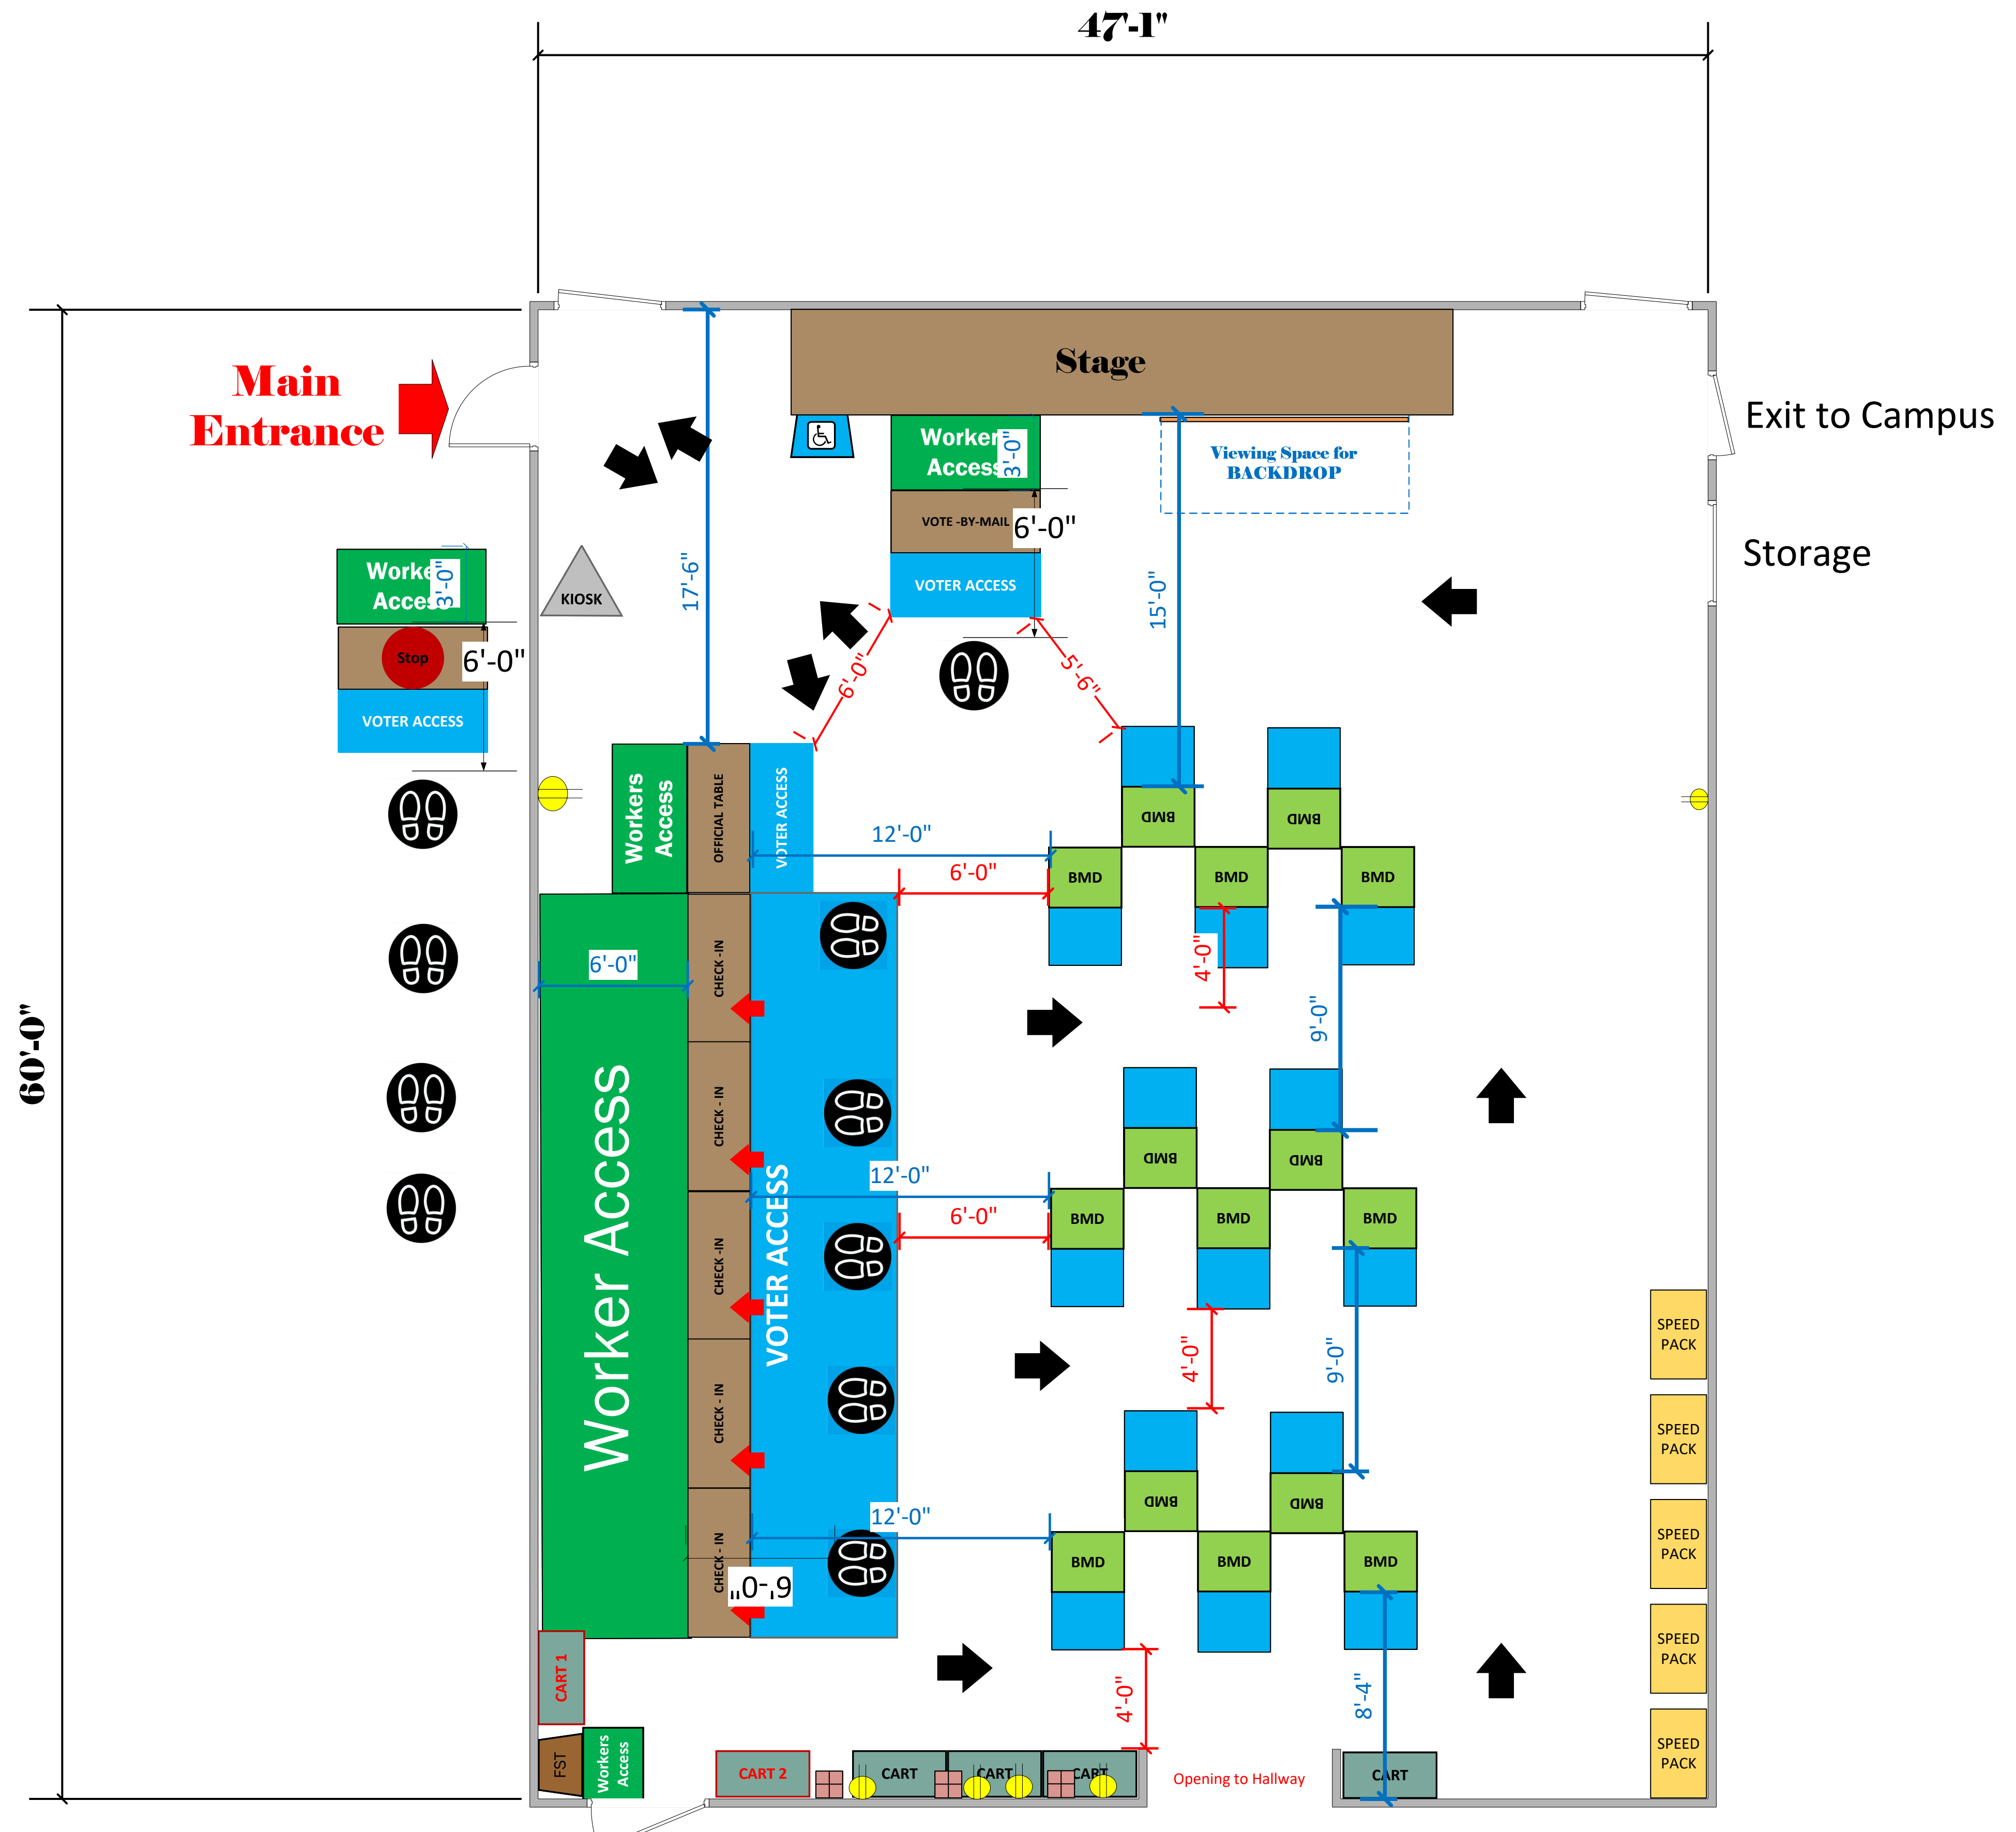 47'-1"
60'-0"
Main
Entrance
Stage
Exit to Campus
Storage
Workers
Access
3'-0"
VOTE -BY-MAIL
6'-0"
VOTER ACCESS
Viewing Space for
BACKDROP
17'-6"
15'-0"
KIOSK
Worke
Access
3'-0"
Stop
6'-0"
VOTER ACCESS
6'-0"
5'-6"
Workers
Access
OFFICIAL TABLE
VOTER ACCESS
12'-0"
6'-0"
BMD
BMD
BMD
BMD
BMD
4'-0"
9'-0"
6'-0"
Worker Access
CHECK -IN
CHECK - IN
CHECK -IN
CHECK - IN
CHECK - IN
VOTER ACCESS
12'-0"
6'-0"
BMD
BMD
BMD
BMD
BMD
4'-0"
9'-0"
12'-0"
6'-0"
BMD
BMD
BMD
BMD
BMD
4'-0"
8'-4"
SPEED
PACK
SPEED
PACK
SPEED
PACK
SPEED
PACK
SPEED
PACK
CART 1
FST
Workers
Access
CART 2
CART
CART
CART
Opening to Hallway
CART